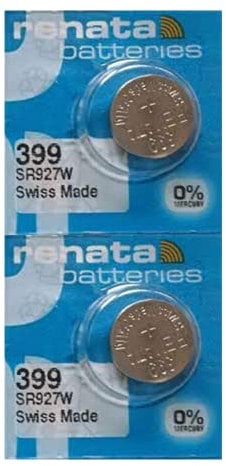 renata
batteries
399
SR927W
Swiss Made
0%
MERCURY
renata
batteries
399
SR927W
Swiss Made
0%
MERCURY